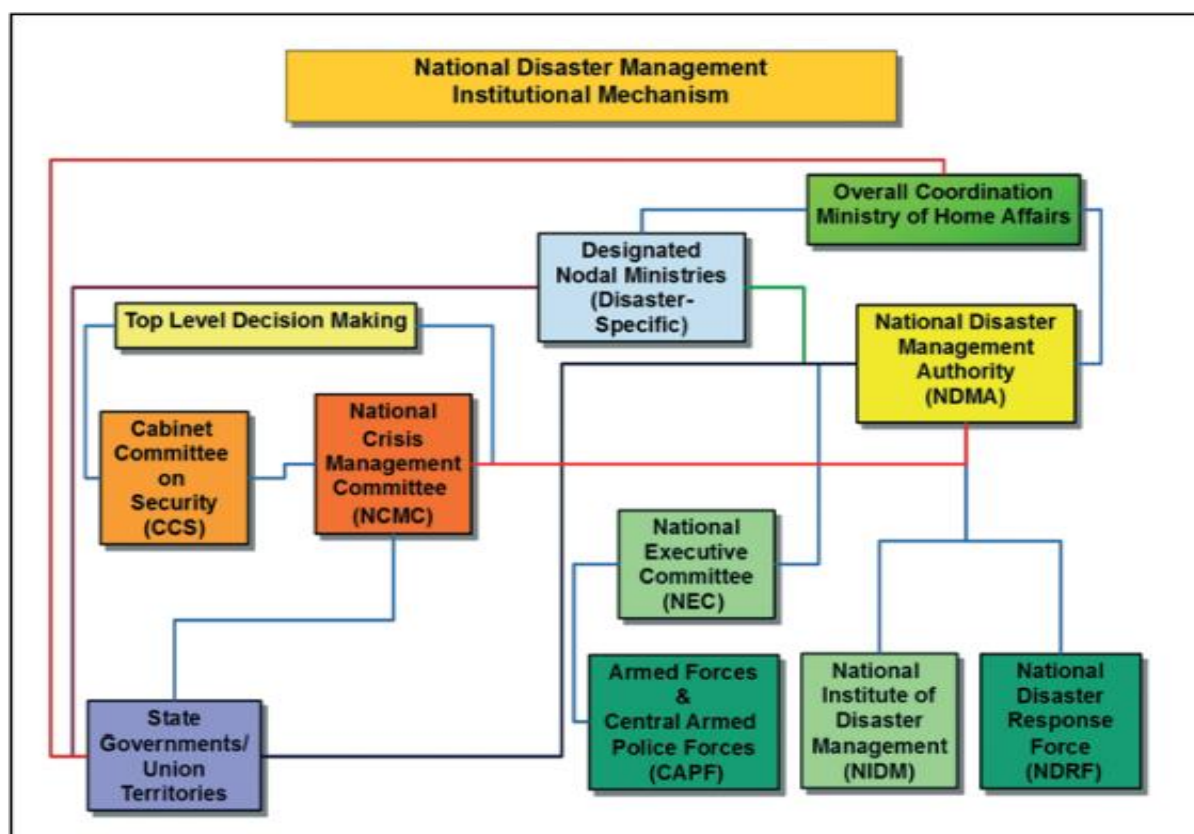 National Disaster Management
Institutional Mechanism
Overall Coordination
Ministry of Home Affairs
Designated
Nodal Ministries
(Disaster-
Specific)
Top Level Decision Making
National Disaster
Management
Authority
(NDMA)
Cabinet
Committee
on
Security
(CCS)
National
Crisis
Management
Committee
(NCMC)
National
Executive
Committee
(NEC)
State
Governments/
Union
Territories
Armed Forces
&
Central Armed
Police Forces
(CAPF)
National
Institute of
Disaster
Management
(NIDM)
National
Disaster
Response
Force
(NDRF)